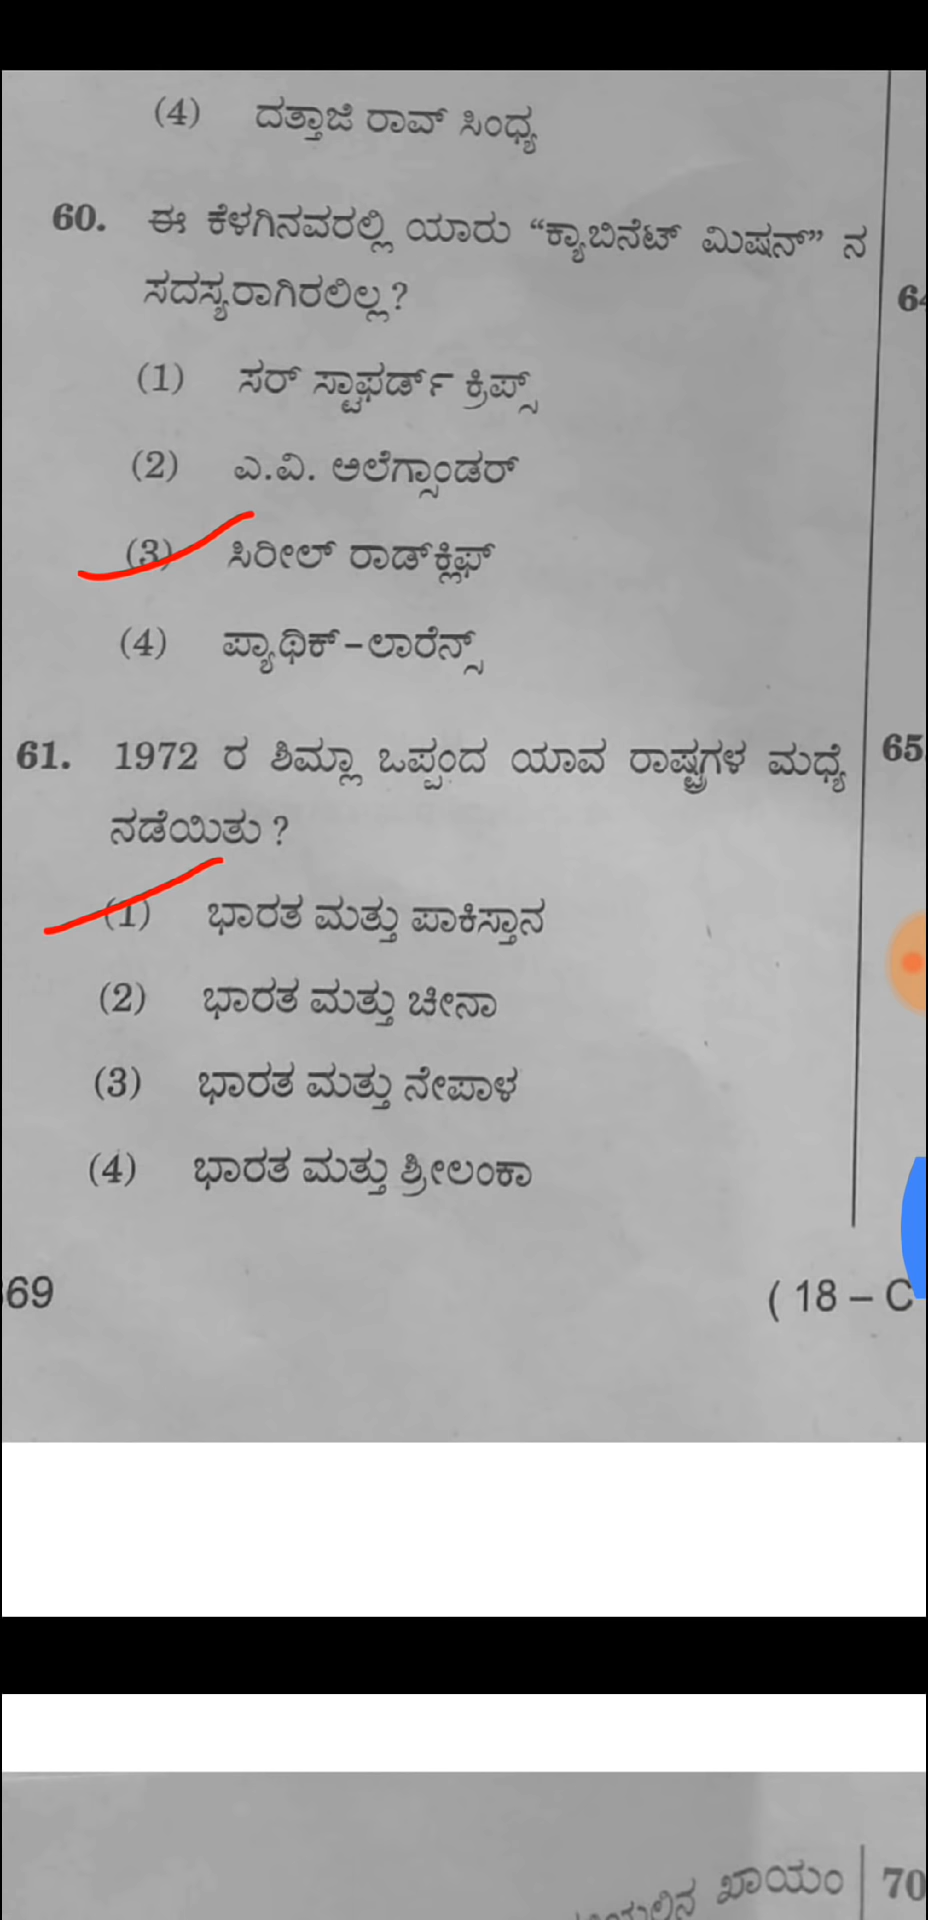 (4) ದತ್ತಾಜಿ ರಾವ್ ಸಿಂಧ್ಯ
60. ಈ ಕೆಳಗಿನವರಲ್ಲಿ ಯಾರು “ಕ್ಯಾಬಿನೆಟ್ ಮಿಷನ್” ನ
ಸದಸ್ಯರಾಗಿರಲಿಲ್ಲ?
(1) ಸರ್ ಸ್ಟಾಫರ್ಡ್ ಕ್ರಿಪ್ಸ್
(2) ಎ.ವಿ. ಅಲೆಗ್ಸಾಂಡರ್
(3) ಸಿರೀಲ್ ರಾಡ್‌ಕ್ಲಿಫ್
(4) ಪ್ಯಾಥಿಕ್-ಲಾರೆನ್ಸ್
61. 1972 ರ ಶಿಮ್ಲಾ ಒಪ್ಪಂದ ಯಾವ ರಾಷ್ಟ್ರಗಳ ಮಧ್ಯೆ
ನಡೆಯಿತು?
(1) ಭಾರತ ಮತ್ತು ಪಾಕಿಸ್ತಾನ
(2) ಭಾರತ ಮತ್ತು ಚೀನಾ
(3) ಭಾರತ ಮತ್ತು ನೇಪಾಳ
(4) ಭಾರತ ಮತ್ತು ಶ್ರೀಲಂಕಾ
69
( 18 – C
65
ಖಾಯಂ
70